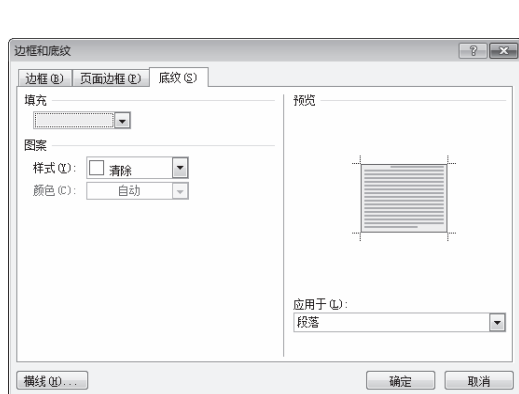 边框和底纹
边框(B) 页面边框(P) 底纹(S)
填充
图案
样式(Y): 清除
颜色(C): 自动
预览
应用于(L):
段落
横线(H)... 确定 取消